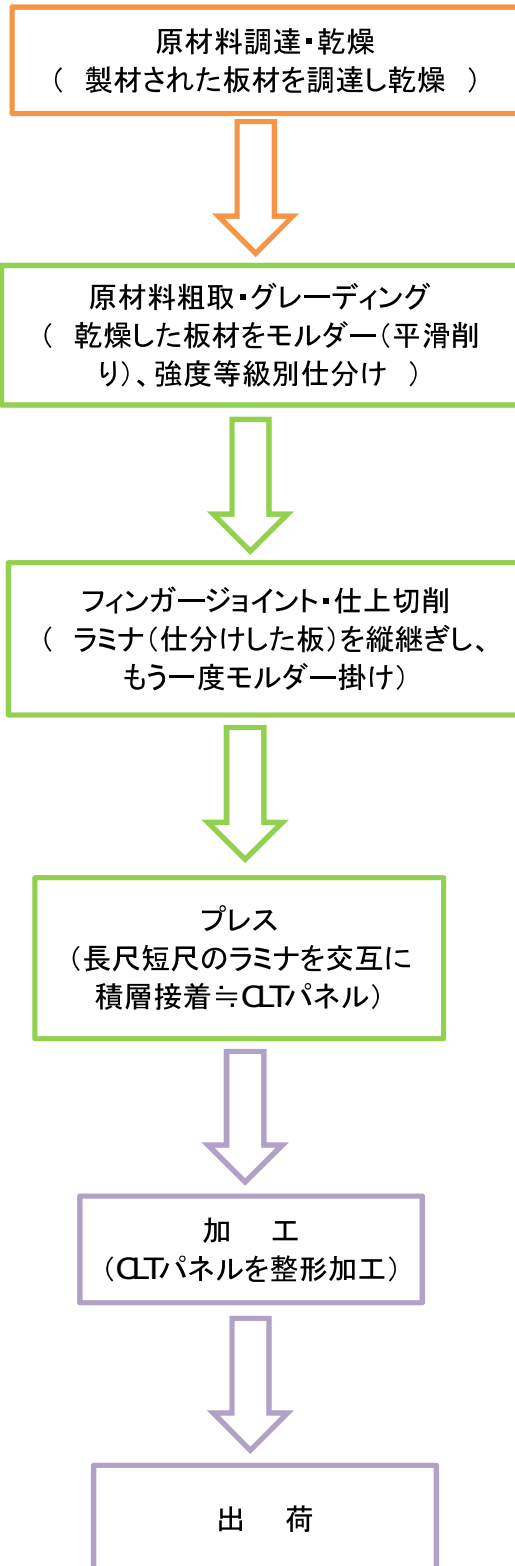 原材料調達・乾燥
（ 製材された板材を調達し乾燥 ）
原材料粗取・グレーディング
（ 乾燥した板材をモルダー（平滑削
り）、強度等級別仕分け ）
フィンガージョイント・仕上切削
（ ラミナ（仕分けした板）を縦継ぎし、
もう一度モルダー掛け）
プレス
（長尺短尺のラミナを交互に
積層接着≒CLTパネル）
加　工
（CLTパネルを整形加工）
出　荷